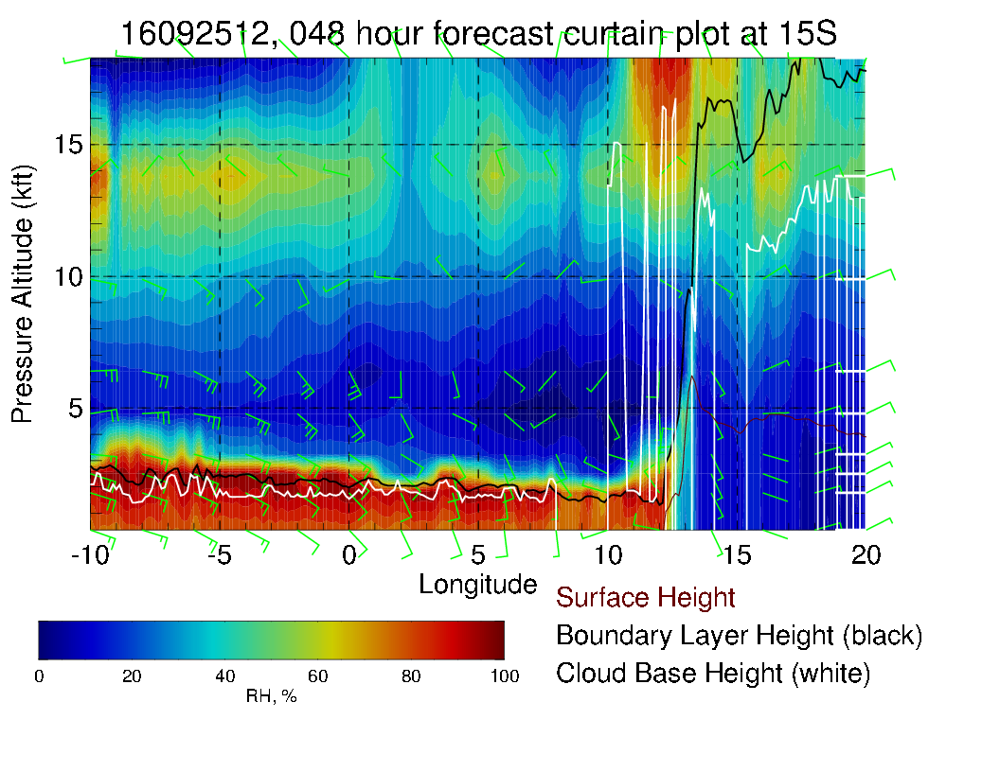 16092512, 048 hour forecast curtain plot at 15S
Pressure Altitude (kft)
15
10
5
-10 -5 0 5 10 15 20
Longitude
Surface Height
Boundary Layer Height (black)
Cloud Base Height (white)
0 20 40 60 80 100
RH, %